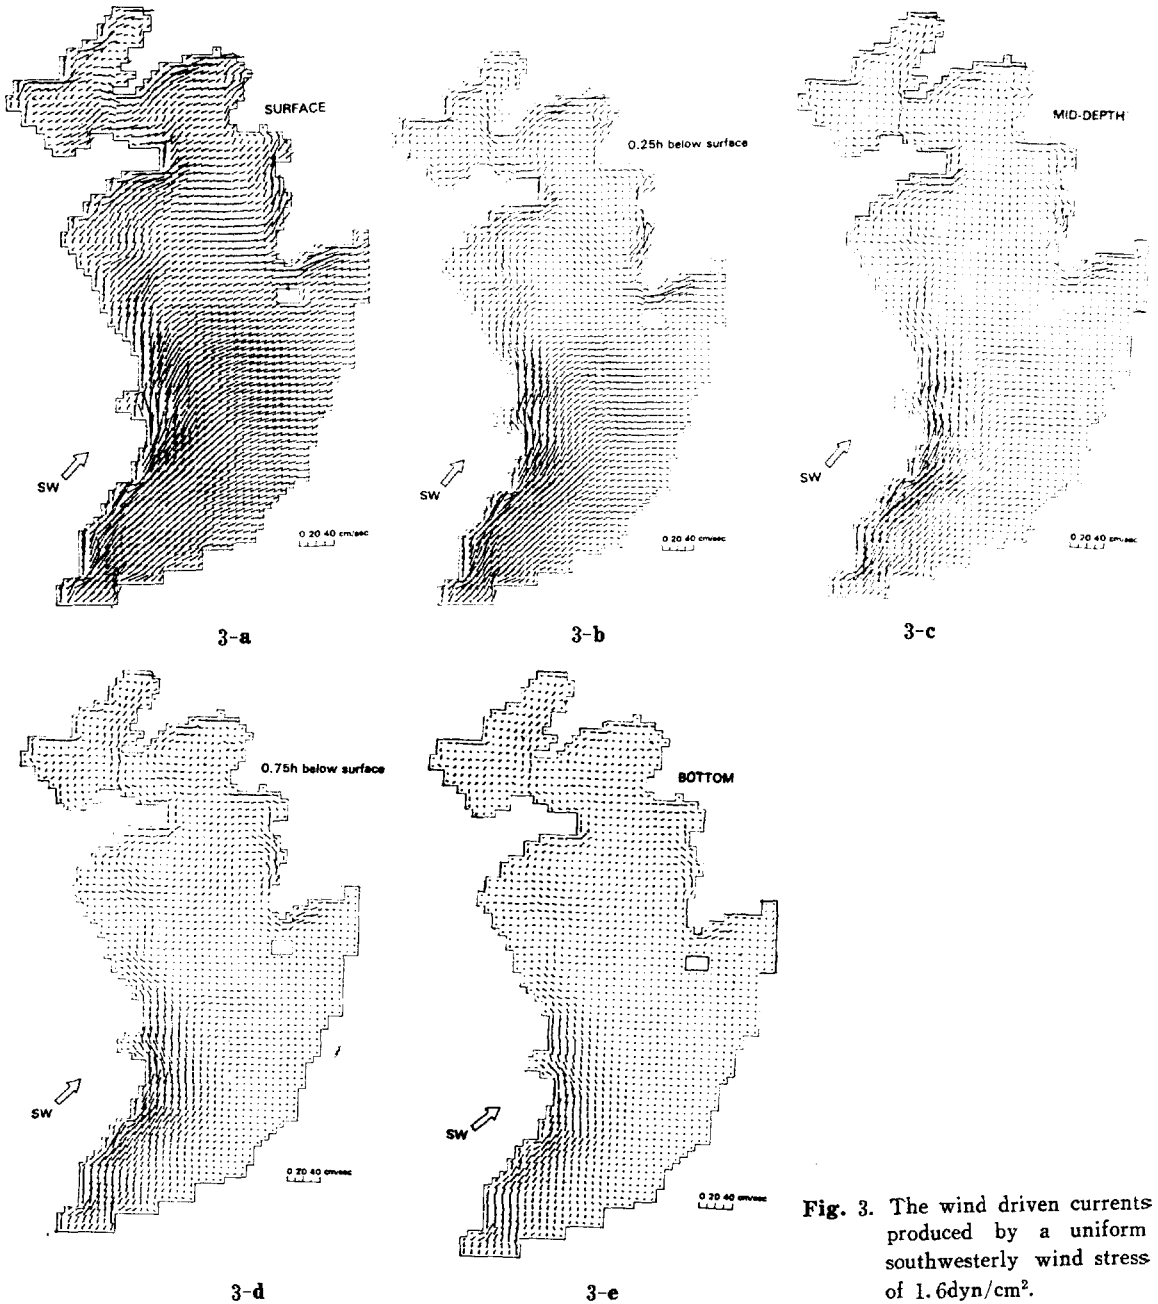 SURFACE
SW
0 20 40 cm/sec
3-a
0.25h below surface
SW
0 20 40 cm/sec
3-b
MID-DEPTH
SW
0 20 40 cm/sec
3-c
0.75h below surface
SW
0 20 40 cm/sec
3-d
BOTTOM
SW
0 20 40 cm/sec
3-e
Fig. 3. The wind driven currents
produced by a uniform
southwesterly wind stress
of 1.6dyn/cm².